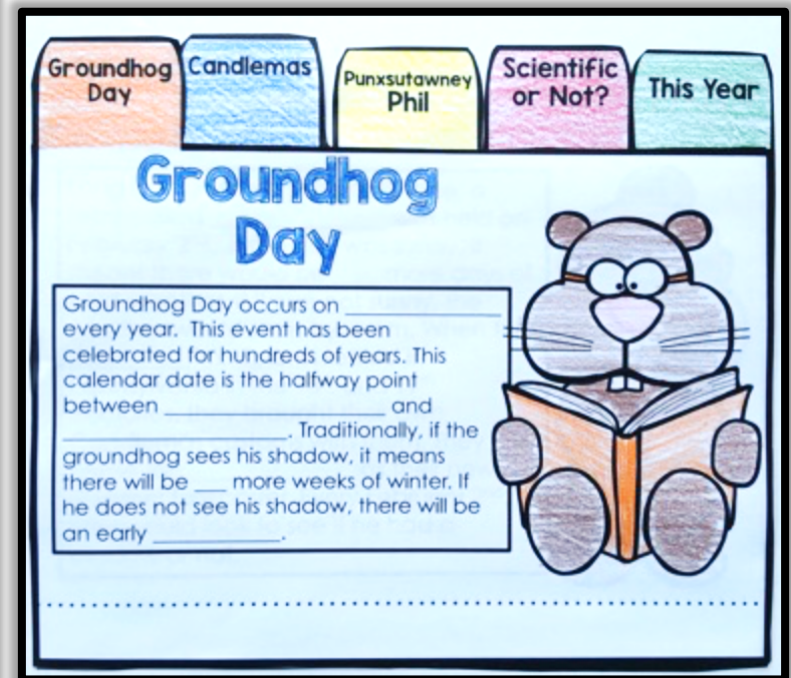 Groundhog
Day
Candlemas
Punxsutawney
Phil
Scientific
or Not?
This Year
Groundhog
Day
Groundhog Day occurs on ____________
every year. This event has been
celebrated for hundreds of years. This
calendar date is the halfway point
between _________________ and
_________________. Traditionally, if the
groundhog sees his shadow, it means
there will be ___ more weeks of winter. If
he does not see his shadow, there will be
an early __________.